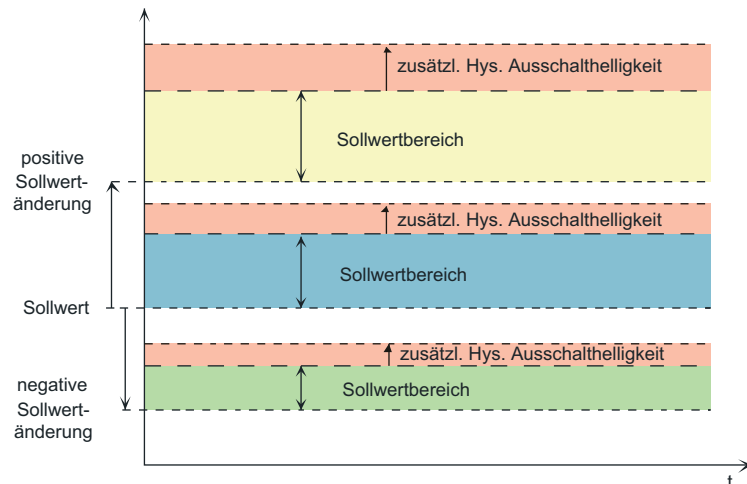 zusätzl. Hys. Ausschalthelligkeit
Sollwertbereich
positive
Sollwert-
änderung
zusätzl. Hys. Ausschalthelligkeit
Sollwertbereich
Sollwert
zusätzl. Hys. Ausschalthelligkeit
Sollwertbereich
negative
Sollwert-
änderung
t